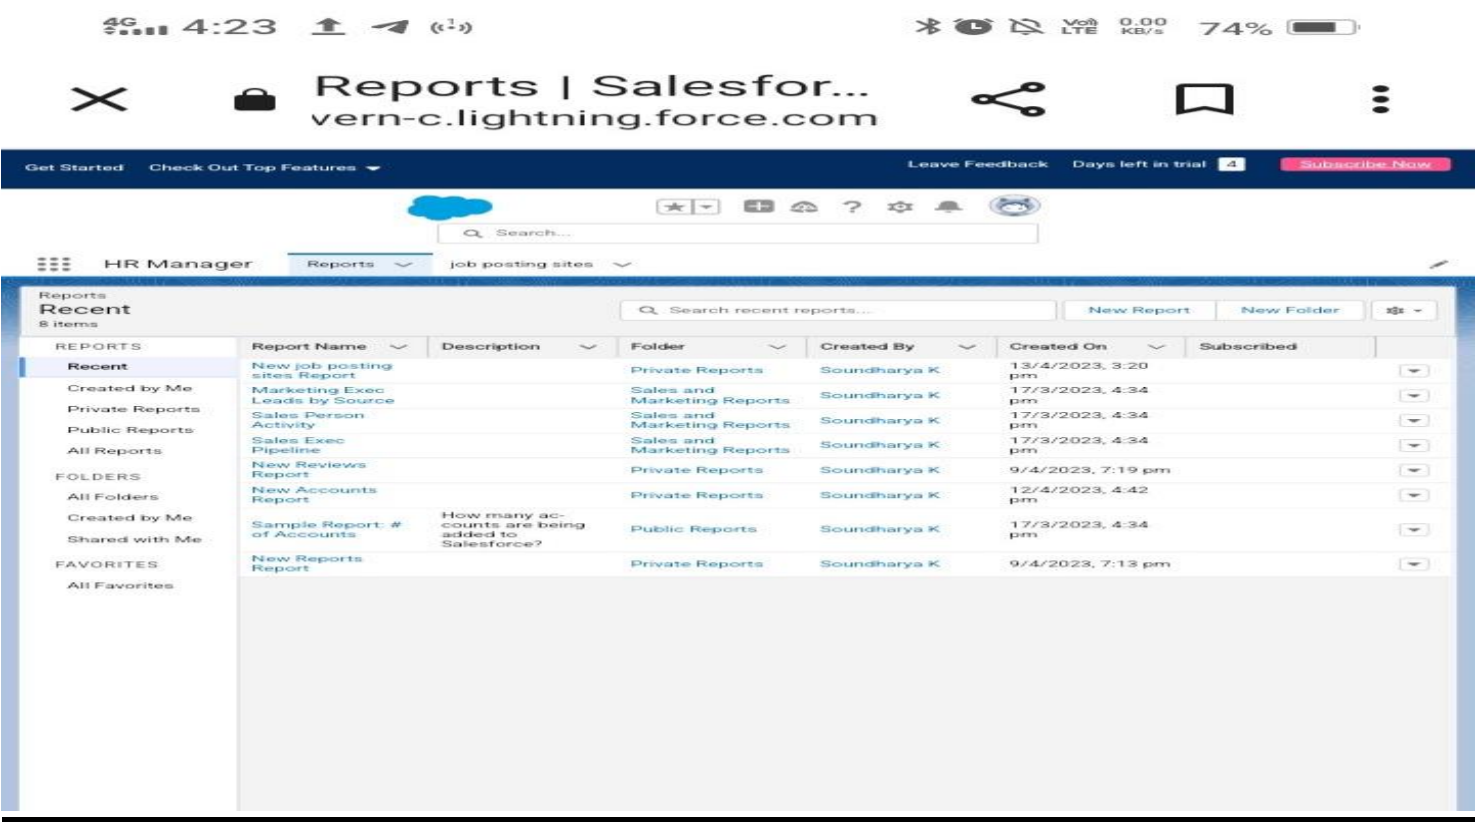 4G 4:23 0.00 KB/s VoLTE 74%
Reports | Salesfor...
vern-c.lightning.force.com
Get Started Check Out Top Features Leave Feedback Days left in trial 4 Subscribe Now
Search...
HR Manager Reports job posting sites
Reports
Recent
8 items
Search recent reports... New Report New Folder
REPORTS
Recent
Created by Me
Private Reports
Public Reports
All Reports
FOLDERS
All Folders
Created by Me
Shared with Me
FAVORITES
All Favorites
Report Name Description Folder Created By Created On Subscribed
New job posting
sites Report Private Reports Soundharya K 13/4/2023, 3:20
pm
Marketing Exec
Leads by Source Sales and
Marketing Reports Soundharya K 17/3/2023, 4:34
pm
Sales Person
Activity Sales and
Marketing Reports Soundharya K 17/3/2023, 4:34
pm
Sales Exec
Pipeline Sales and
Marketing Reports Soundharya K 17/3/2023, 4:34
pm
New Reviews
Report Private Reports Soundharya K 9/4/2023, 7:19 pm
New Accounts
Report Private Reports Soundharya K 12/4/2023, 4:42
pm
Sample Report: #
of Accounts How many ac-
counts are being
added to
Salesforce? Public Reports Soundharya K 17/3/2023, 4:34
pm
New Reports
Report Private Reports Soundharya K 9/4/2023, 7:13 pm